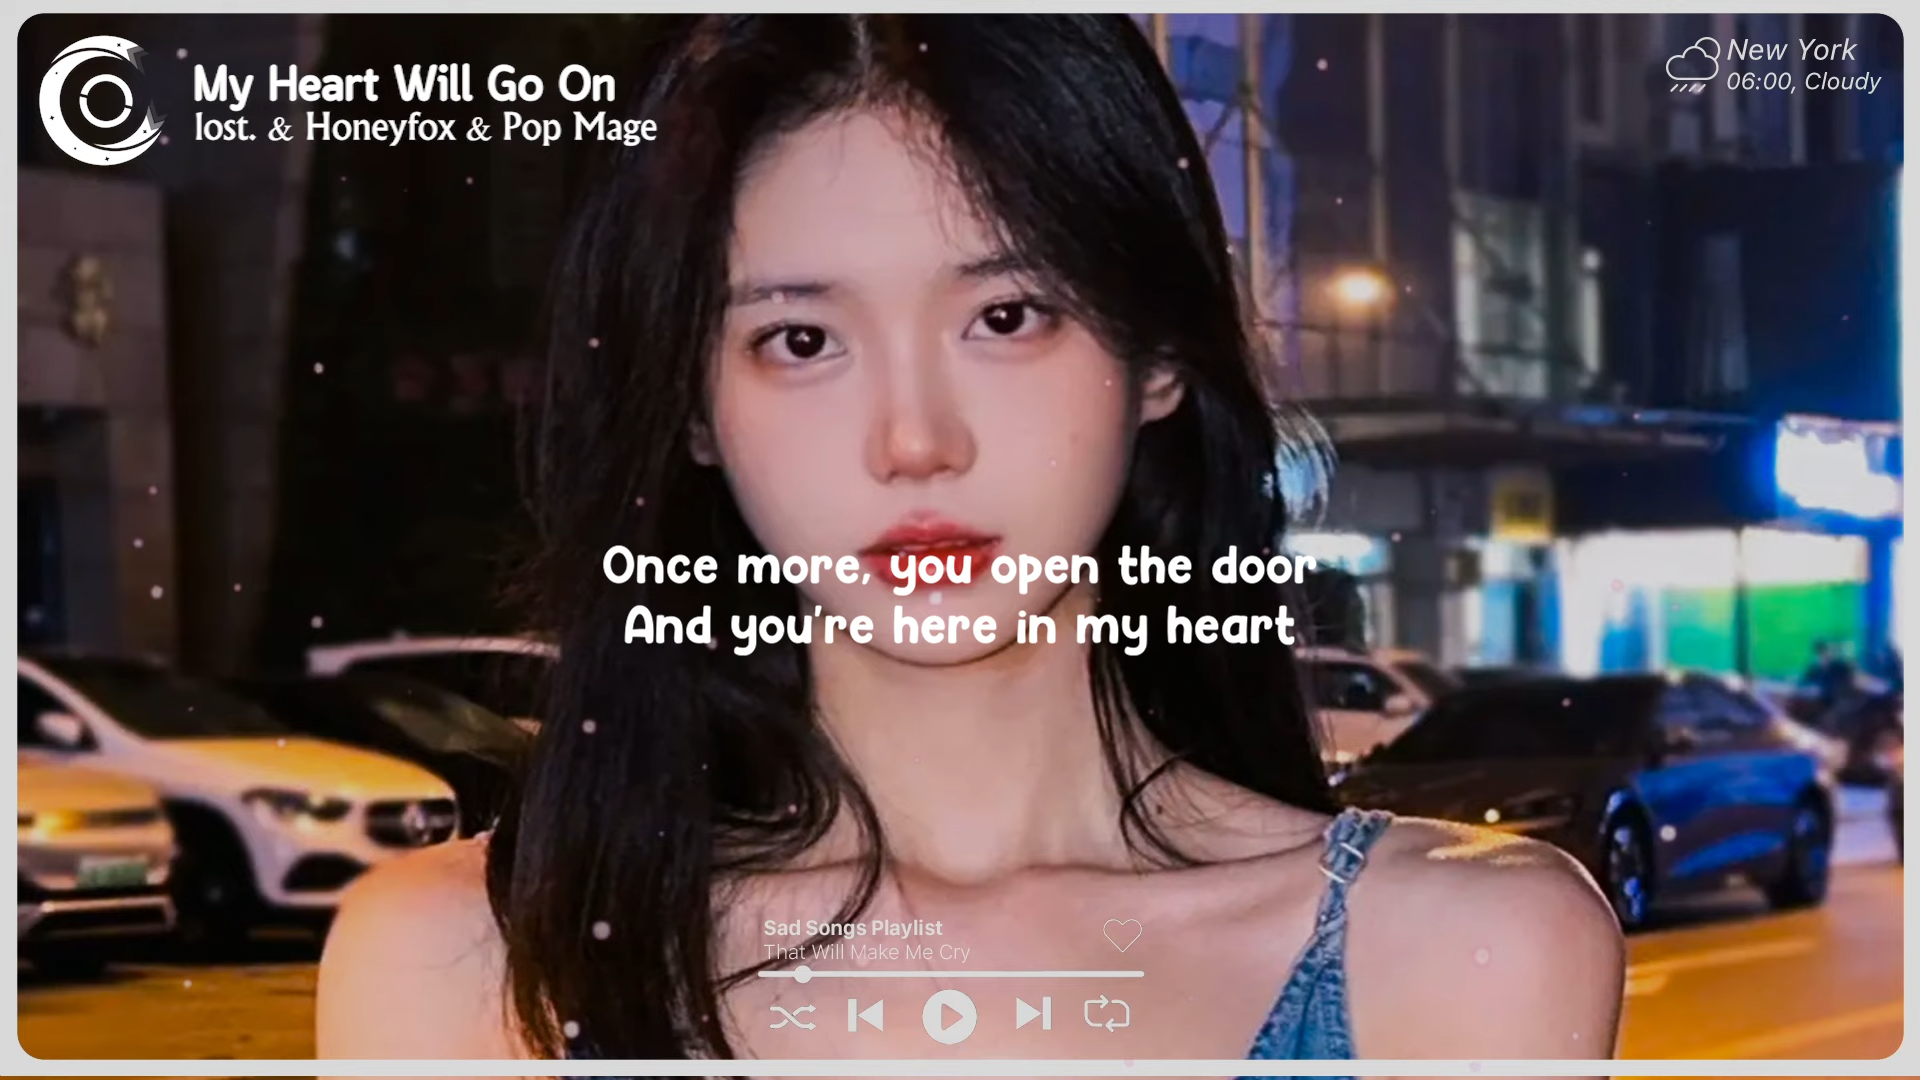 My Heart Will Go On
lost. & Honeyfox & Pop Mage
New York
06:00, Cloudy
Once more, you open the door
And you're here in my heart
Sad Songs Playlist
That Will Make Me Cry